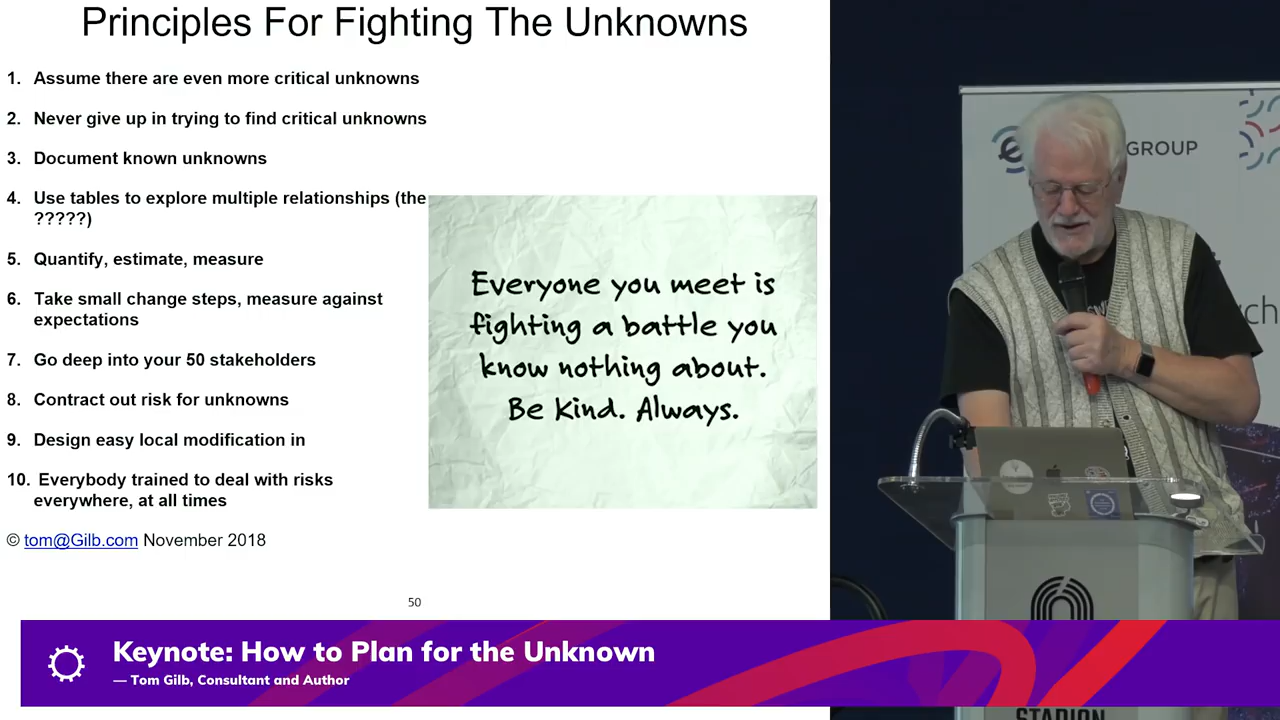 Principles For Fighting The Unknowns
1. Assume there are even more critical unknowns
2. Never give up in trying to find critical unknowns
3. Document known unknowns
4. Use tables to explore multiple relationships (the
?????)
5. Quantify, estimate, measure
6. Take small change steps, measure against
expectations
7. Go deep into your 50 stakeholders
8. Contract out risk for unknowns
9. Design easy local modification in
10. Everybody trained to deal with risks
everywhere, at all times
© tom@Gilb.com November 2018
50
Everyone you meet is
fighting a battle you
know nothing about.
Be Kind. Always.
GROUP
STADION
Keynote: How to Plan for the Unknown
— Tom Gilb, Consultant and Author